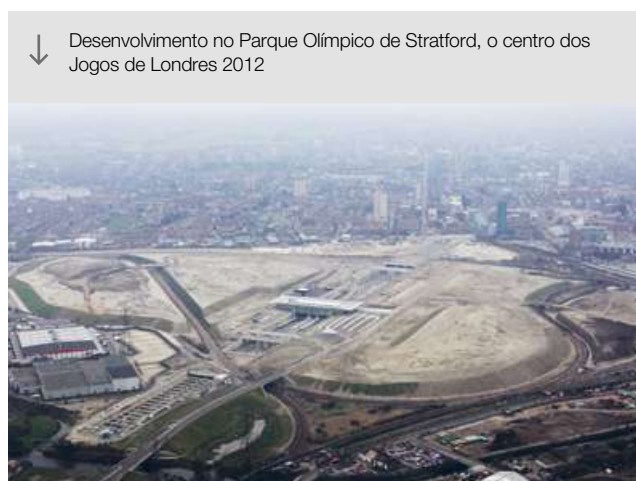 Desenvolvimento no Parque Olímpico de Stratford, o centro dos
Jogos de Londres 2012